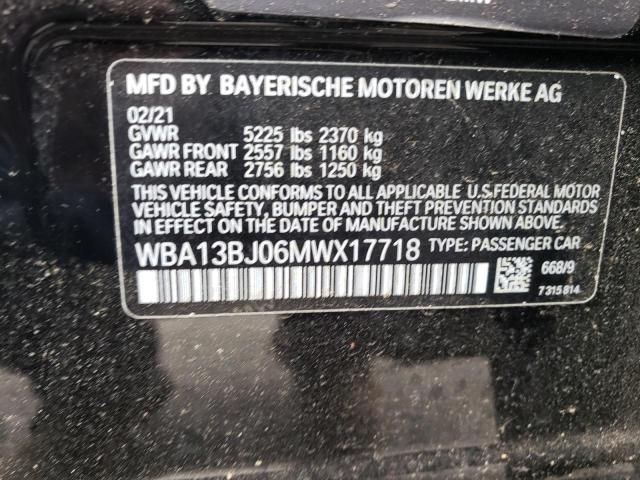 MFD BY BAYERISCHE MOTOREN WERKE AG
02/21
GVWR 5225 lbs 2370 kg
GAWR FRONT 2557 lbs 1160 kg
GAWR REAR 2756 lbs 1250 kg
THIS VEHICLE CONFORMS TO ALL APPLICABLE U.S.FEDERAL MOTOR
VEHICLE SAFETY, BUMPER AND THEFT PREVENTION STANDARDS
IN EFFECT ON THE DATE OF MANUFACTURE SHOWN ABOVE.
WBA13BJ06MWX17718 TYPE: PASSENGER CAR
668/9
7315814